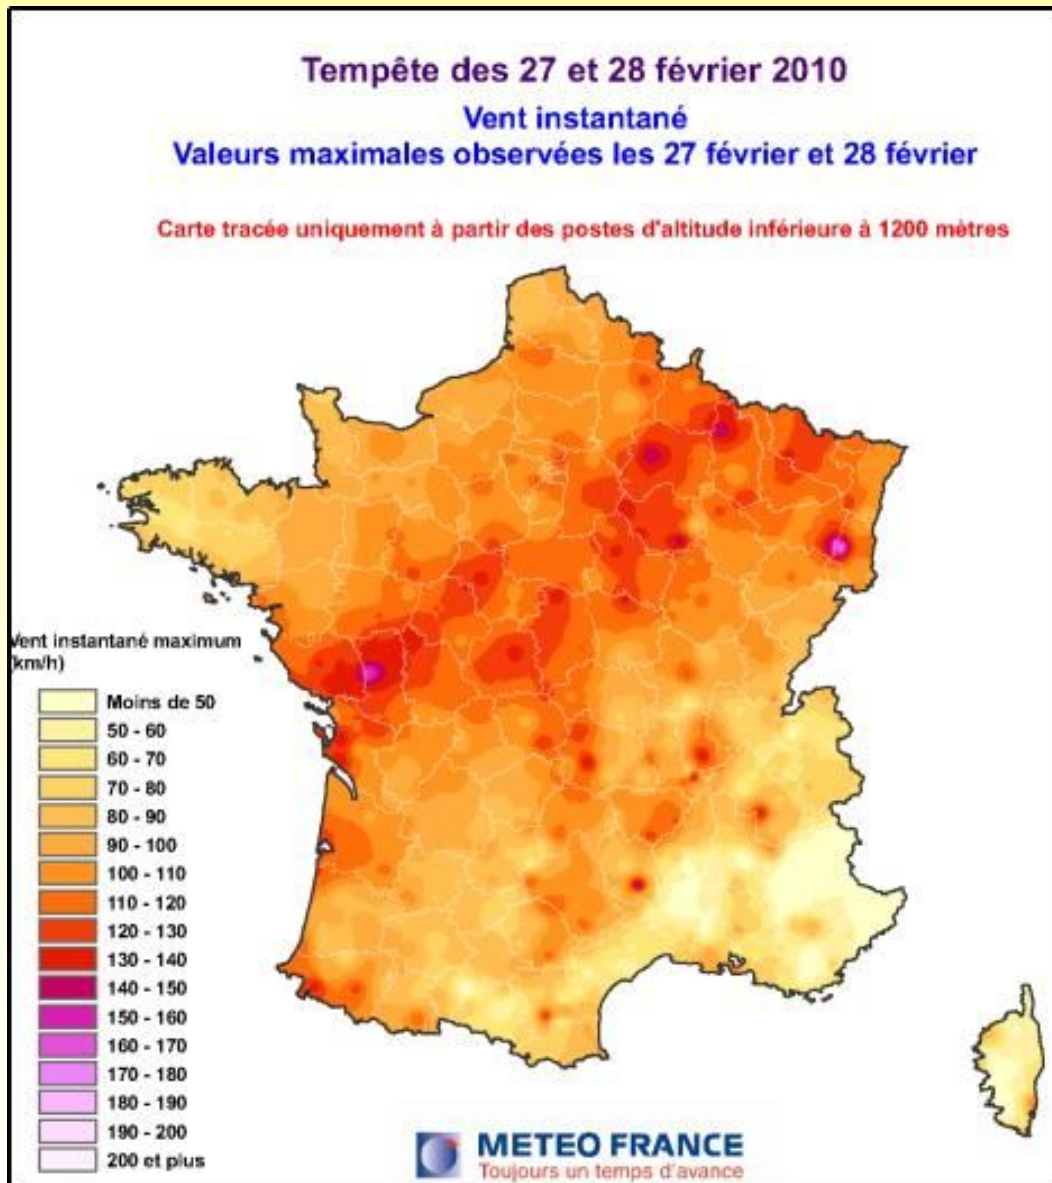 Tempête des 27 et 28 février 2010
Vent instantané
Valeurs maximales observées les 27 février et 28 février
Carte tracée uniquement à partir des postes d'altitude inférieure à 1200 mètres
Vent instantané maximum
(km/h)
Moins de 50
50 - 60
60 - 70
70 - 80
80 - 90
90 - 100
100 - 110
110 - 120
120 - 130
130 - 140
140 - 150
150 - 160
160 - 170
170 - 180
180 - 190
190 - 200
200 et plus
METEO FRANCE
Toujours un temps d'avance